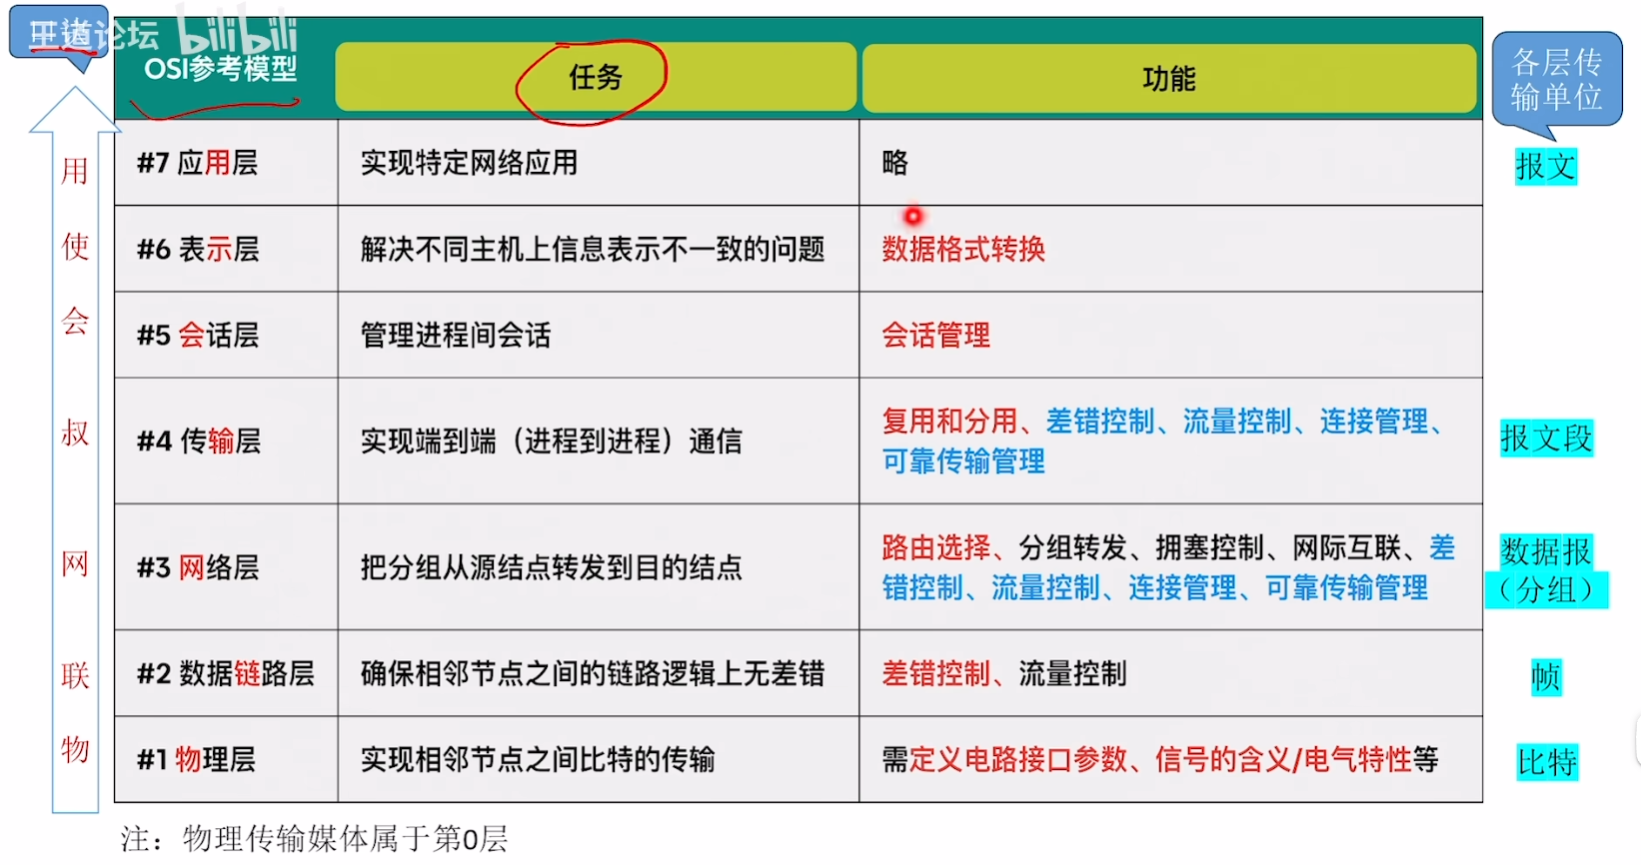 王道论坛 bilibili
OSI参考模型
任务
功能
各层传
输单位
用
#7 应用层
实现特定网络应用
略
报文
使
#6 表示层
解决不同主机上信息表示不一致的问题
数据格式转换
会
#5 会话层
管理进程间会话
会话管理
叔
#4 传输层
实现端到端（进程到进程）通信
复用和分用、差错控制、流量控制、连接管理、
可靠传输管理
报文段
网
#3 网络层
把分组从源结点转发到目的结点
路由选择、分组转发、拥塞控制、网际互联、差
错控制、流量控制、连接管理、可靠传输管理
数据报
（分组）
联
#2 数据链路层
确保相邻节点之间的链路逻辑上无差错
差错控制、流量控制
帧
物
#1 物理层
实现相邻节点之间比特的传输
需定义电路接口参数、信号的含义/电气特性等
比特
注：物理传输媒体属于第0层